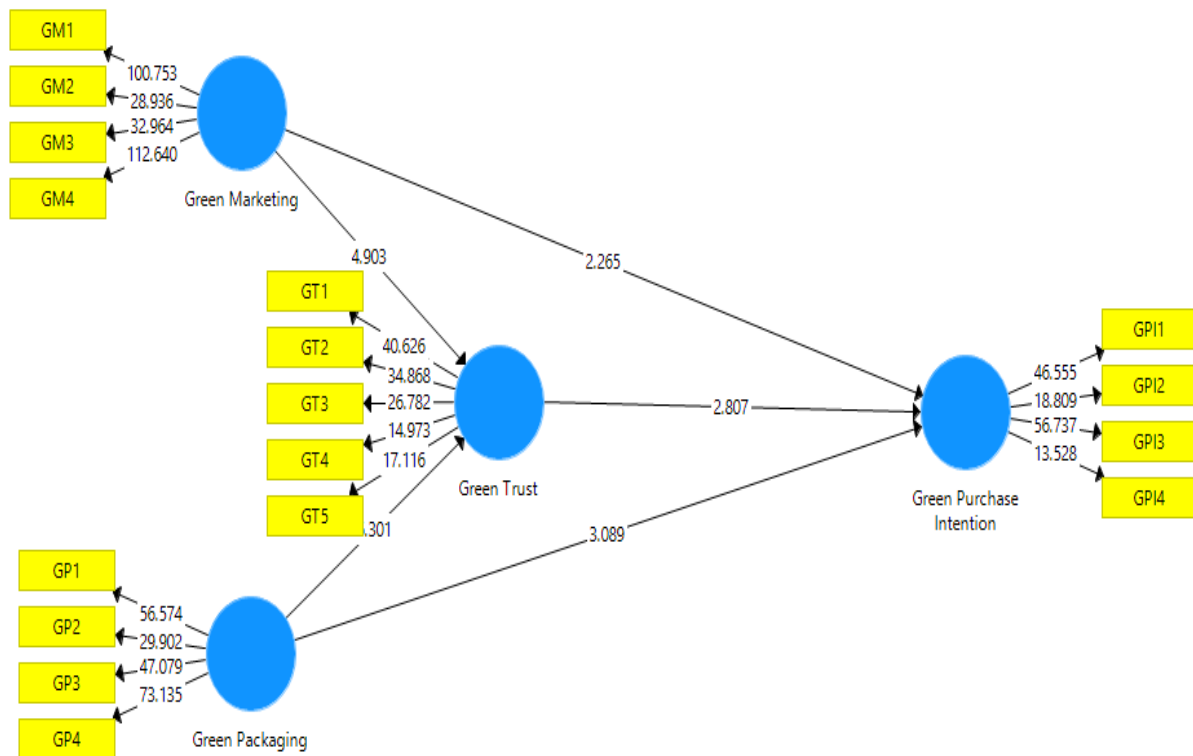 GM1
100.753
GM2
28.936
GM3
32.964
112.640
GM4
Green Marketing
4.903
2.265
GT1
40.626
GT2
34.868
GT3
26.782
14.973
GT4
17.116
GT5
Green Trust
2.807
GPI1
46.555
GPI2
18.809
56.737
GPI3
13.528
GPI4
Green Purchase
Intention
.301
3.089
GP1
56.574
GP2
29.902
47.079
GP3
73.135
GP4
Green Packaging